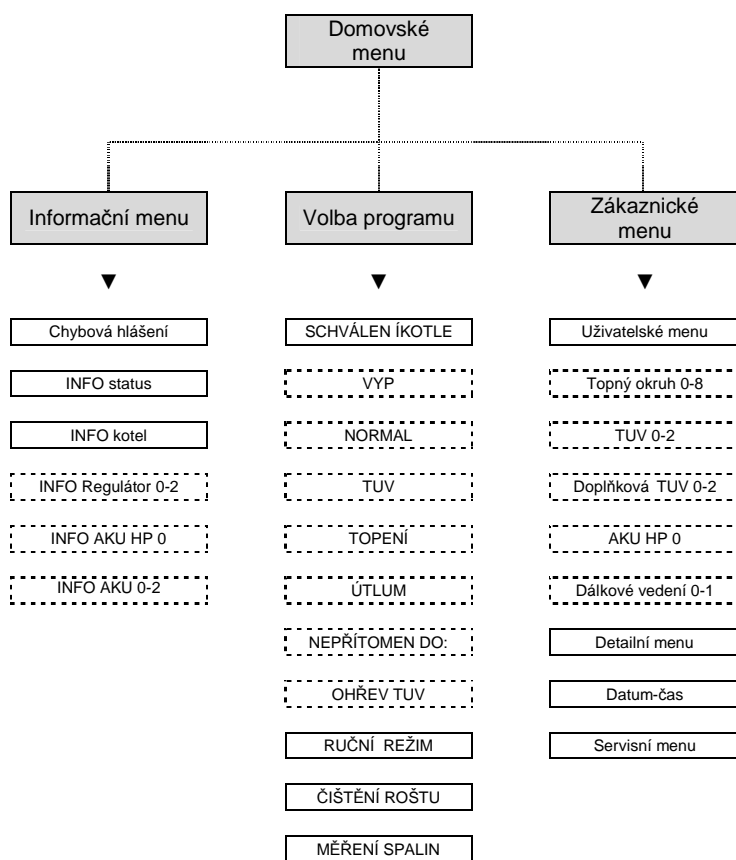 Domovské
menu
Informační menu
Volba programu
Zákaznické
menu
▼
▼
▼
Chybová hlášení
INFO status
INFO kotel
INFO Regulátor 0-2
INFO AKU HP 0
INFO AKU 0-2
SCHVÁLEN ÍKOTLE
VYP
NORMAL
TUV
TOPENÍ
ÚTLUM
NEPŘÍTOMEN DO:
OHŘEV TUV
RUČNÍ REŽIM
ČIŠTĚNÍ ROŠTU
MĚŘENÍ SPALIN
Uživatelské menu
Topný okruh 0-8
TUV 0-2
Doplňková TUV 0-2
AKU HP 0
Dálkové vedení 0-1
Detailní menu
Datum-čas
Servisní menu